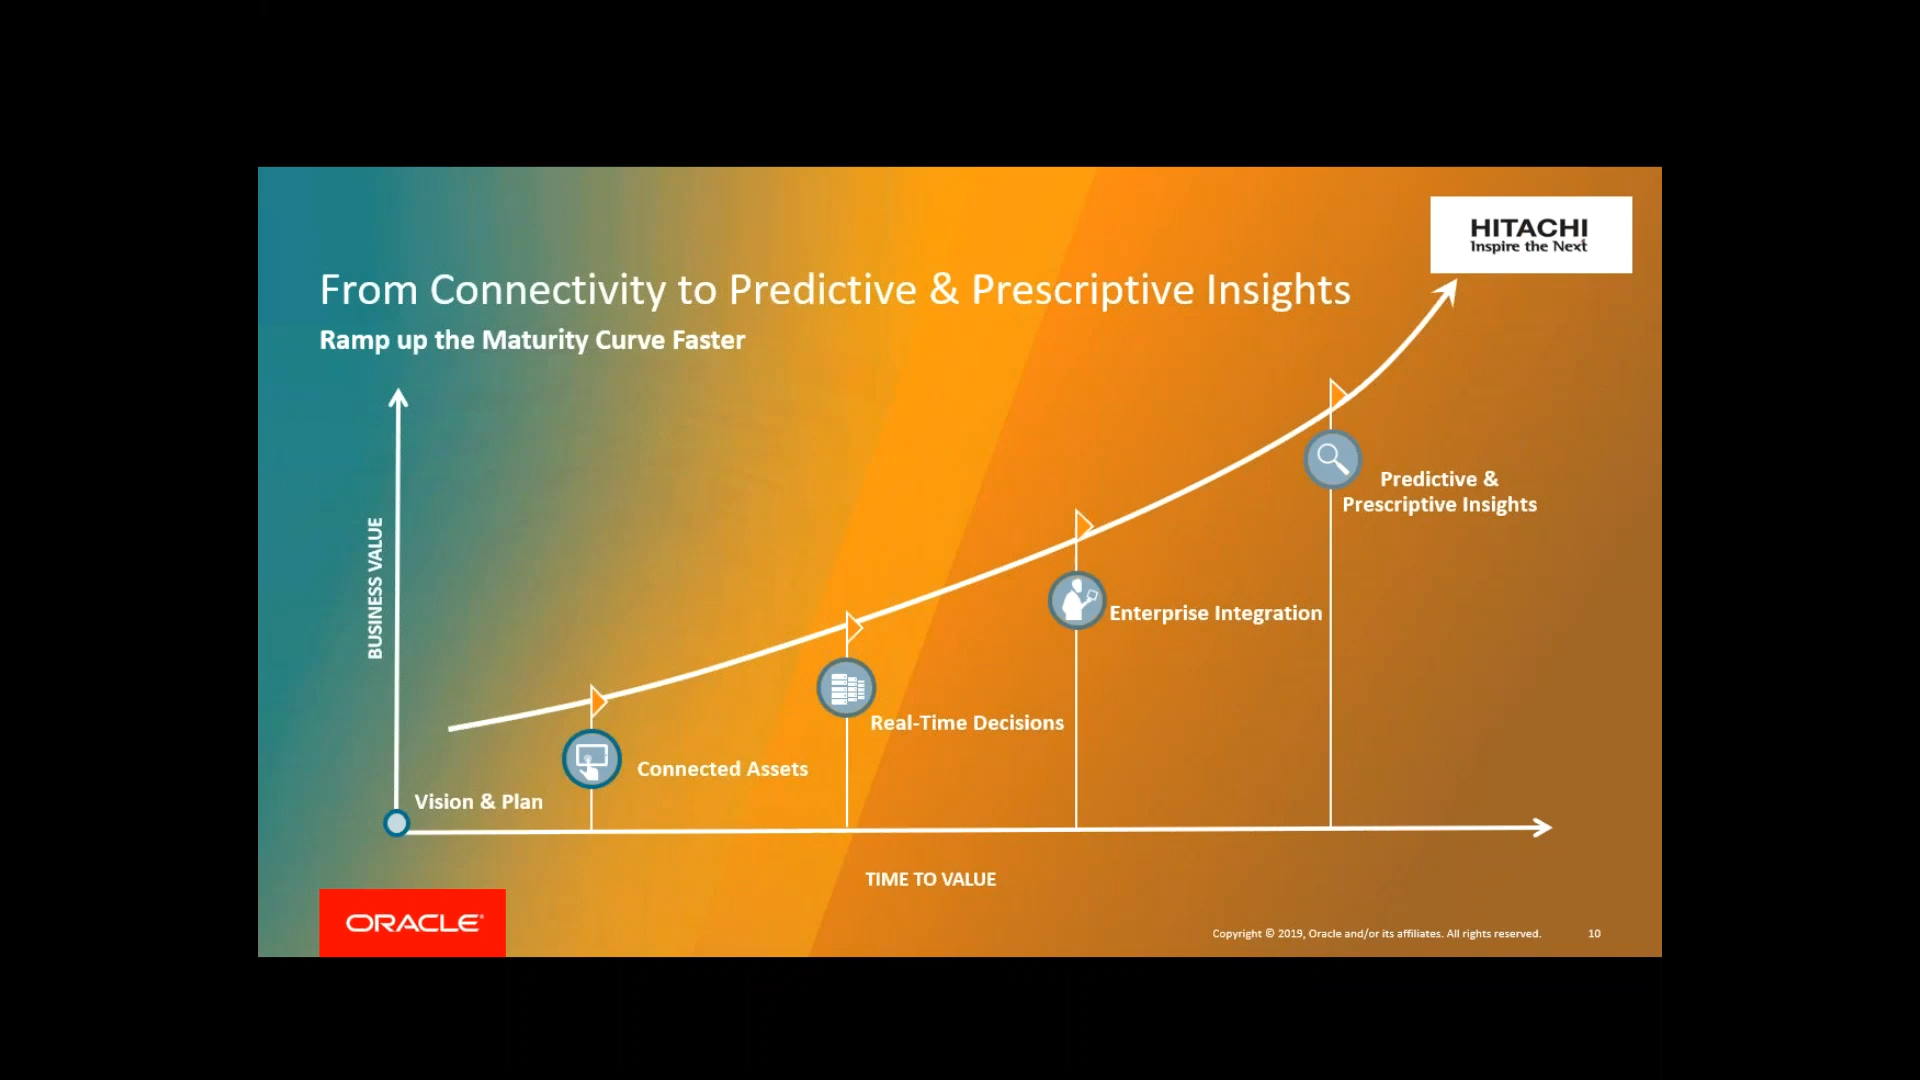 HITACHI
Inspire the Next
From Connectivity to Predictive & Prescriptive Insights
Ramp up the Maturity Curve Faster
BUSINESS VALUE
Predictive &
Prescriptive Insights
Enterprise Integration
Real-Time Decisions
Connected Assets
Vision & Plan
TIME TO VALUE
ORACLE®
Copyright © 2019, Oracle and/or its affiliates. All rights reserved.
10